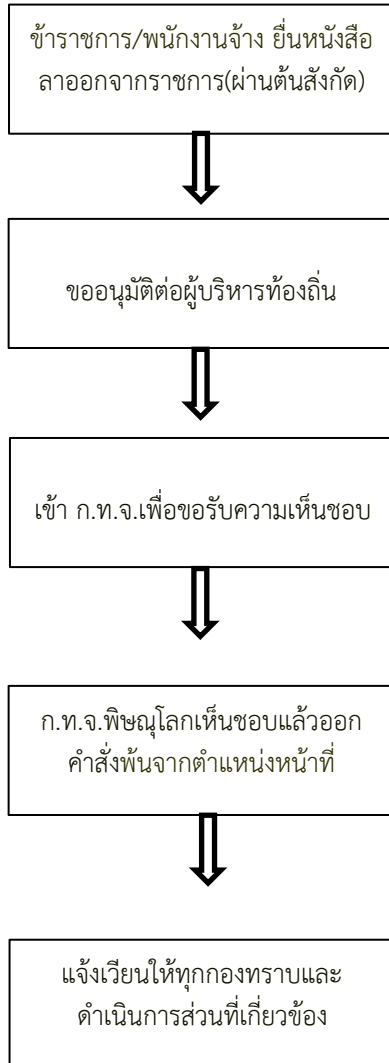 ข้าราชการ/พนักงานจ้าง ยื่นหนังสือ
ลาออกจากราชการ(ผ่านต้นสังกัด)
ขออนุมัติต่อผู้บริหารท้องถิ่น
เข้า ก.ท.จ.เพื่อขอรับความเห็นชอบ
ก.ท.จ.พิษณุโลกเห็นชอบแล้วออก
คำสั่งพ้นจากตำแหน่งหน้าที่
แจ้งเวียนให้ทุกกองทราบและ
ดำเนินการส่วนที่เกี่ยวข้อง